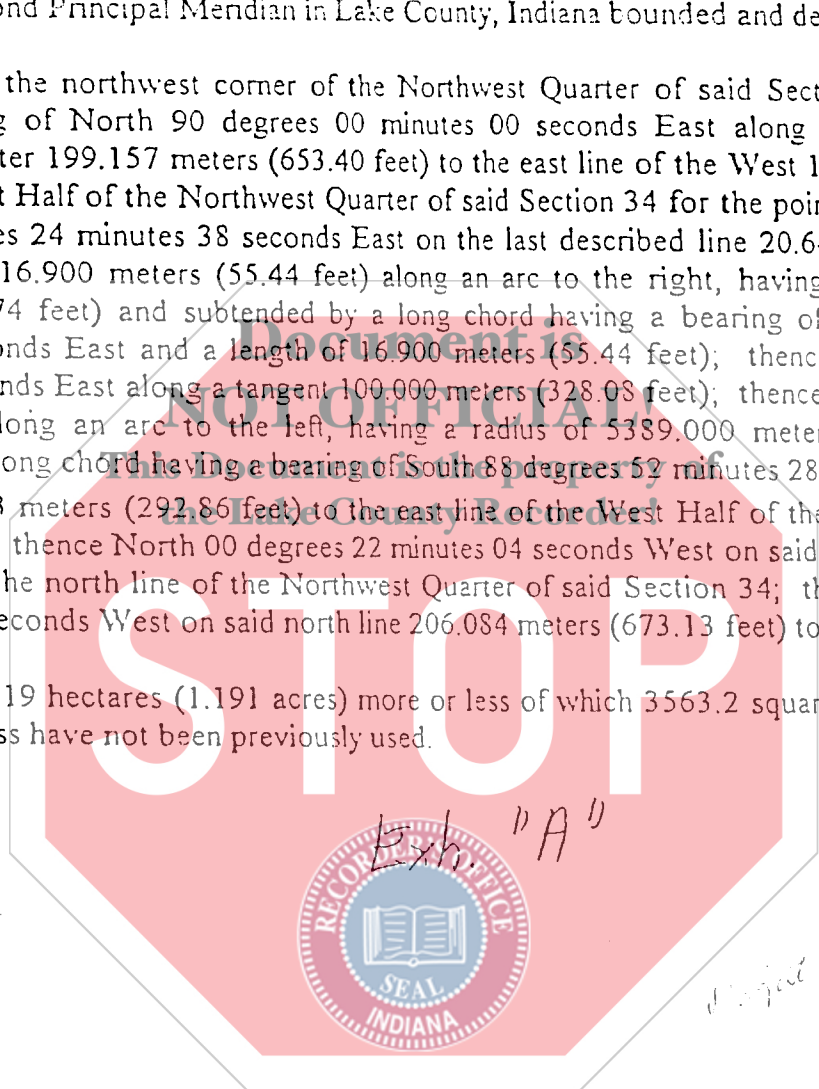 ond Principal Meridian in Lake County, Indiana bounded and de
the northwest corner of the Northwest Quarter of said Sect
g of North 90 degrees 00 minutes 00 seconds East along
ter 199.157 meters (653.40 feet) to the east line of the West 1
t Half of the Northwest Quarter of said Section 34 for the poin
es 24 minutes 38 seconds East on the last described line 20.6
16.900 meters (55.44 feet) along an arc to the right, having
74 feet) and subtended by a long chord having a bearing of
onds East and a length of 16.900 meters (55.44 feet); thenc
nds East along a tangent 100.000 meters (328.08 feet); thence
long an arc to the left, having a radius of 5389.000 meter
ong chord having a bearing of South 88 degrees 52 minutes 28
8 meters (292.86 feet) to the east line of the West Half of the
thence North 00 degrees 22 minutes 04 seconds West on said
he north line of the Northwest Quarter of said Section 34; th
econds West on said north line 206.084 meters (673.13 feet) to
19 hectares (1.191 acres) more or less of which 3563.2 squar
ss have not been previously used.
Document is
NOT OFFICIAL!
This Document is the property of
the Lake County Recorder!
STOP
Exh. "A"
RECORDER'S OFFICE
SEAL
INDIANA